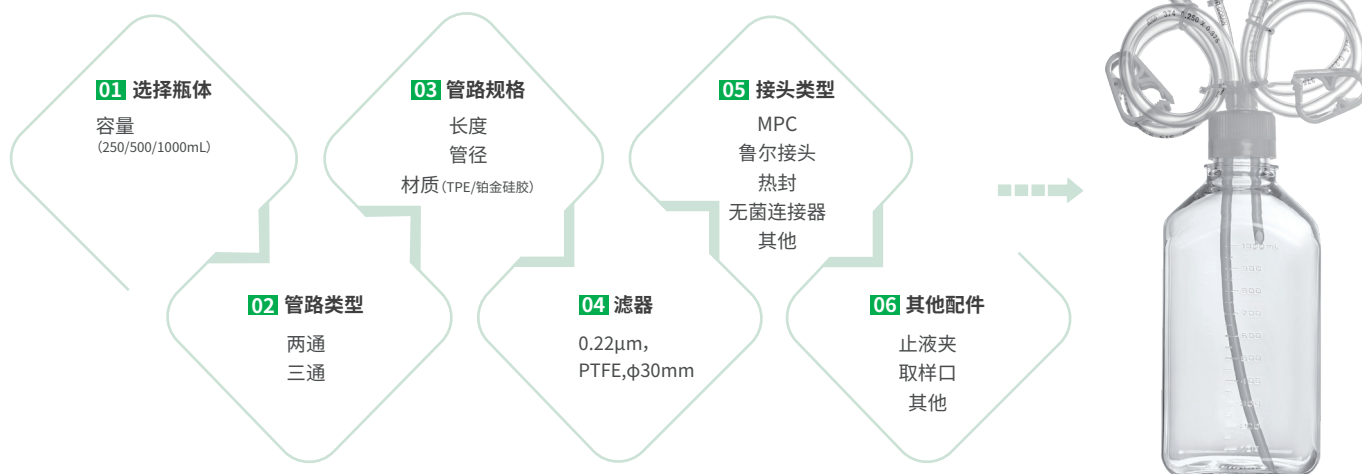 01 选择瓶体
容量
(250/500/1000mL)
02 管路类型
两通
三通
03 管路规格
长度
管径
材质(TPE/铂金硅胶)
04 滤器
0.22μm,
PTFE,φ30mm
05 接头类型
MPC
鲁尔接头
热封
无菌连接器
其他
06 其他配件
止液夹
取样口
其他